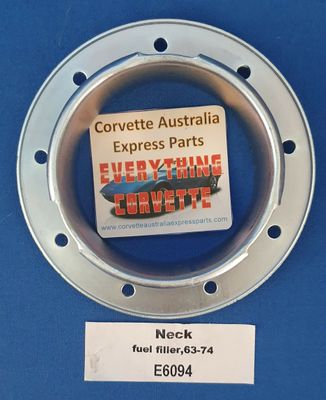 Corvette Australia
Express Parts
EVERYTHING
CORVETTE
www.corvetteaustraliaexpressparts.com
Neck
fuel filler,63-74
E6094